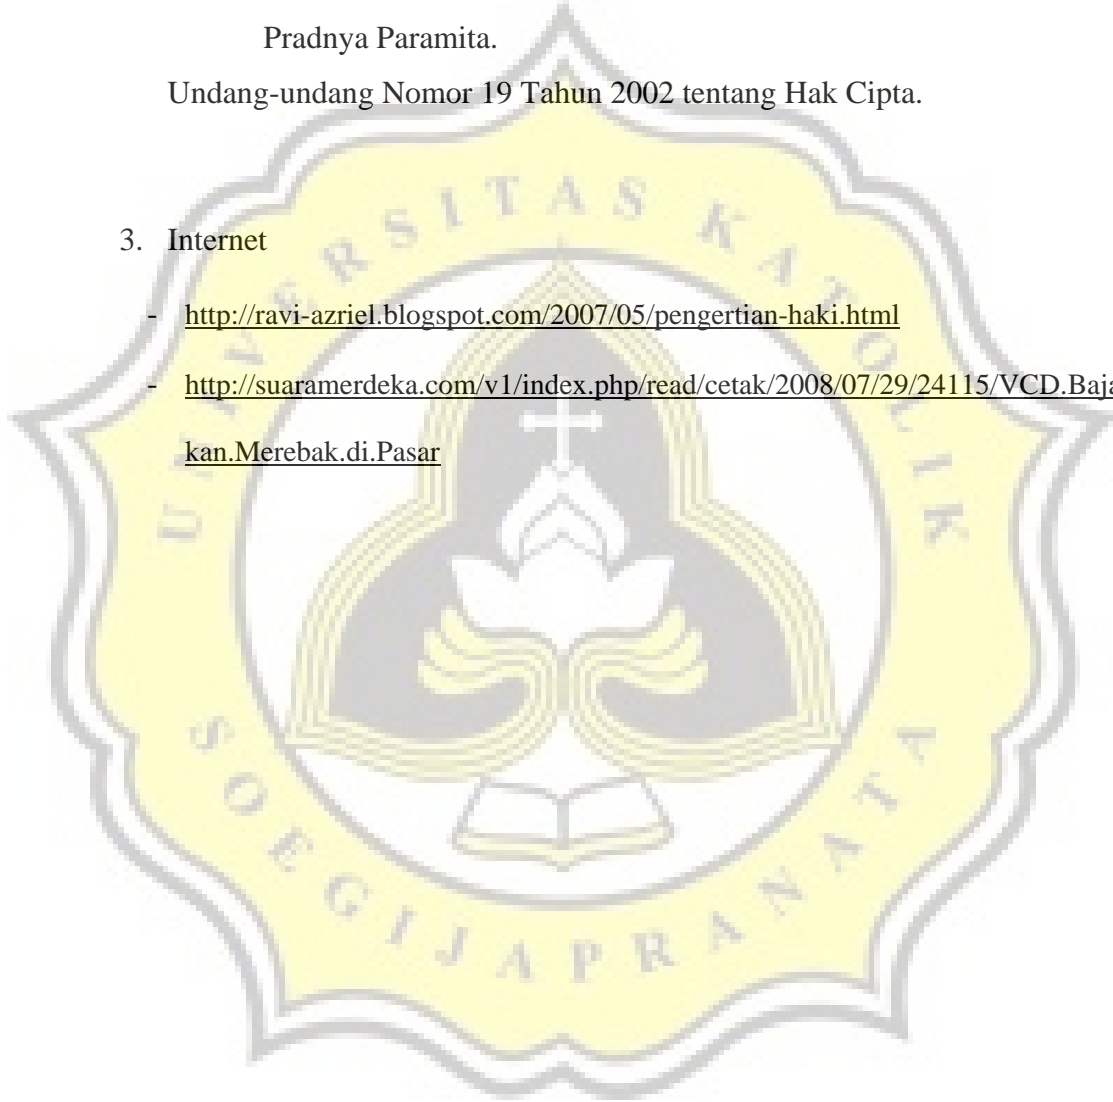 Pradnya Paramita.
Undang-undang Nomor 19 Tahun 2002 tentang Hak Cipta.
3. Internet
- http://ravi-azriel.blogspot.com/2007/05/pengertian-haki.html
- http://suaramerdeka.com/v1/index.php/read/cetak/2008/07/29/24115/VCD.Baja
kan.Merebak.di.Pasar
UNIVERSITAS KATOLIK
SOEGIJAPRANATA